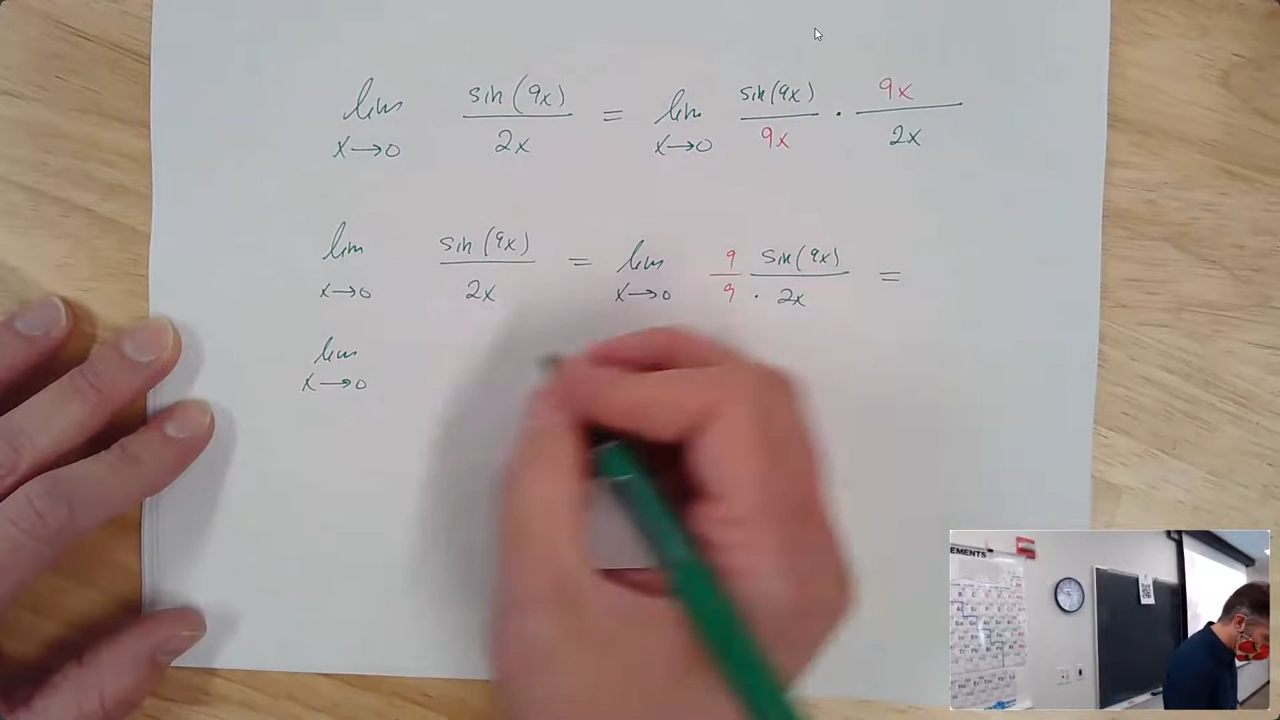 lim x→0 sin(9x)/2x = lim x→0 sin(9x)/9x · 9x/2x
lim x→0 sin(9x)/2x = lim x→0 9/9 · sin(9x)/2x =
lim x→0
EMENTS